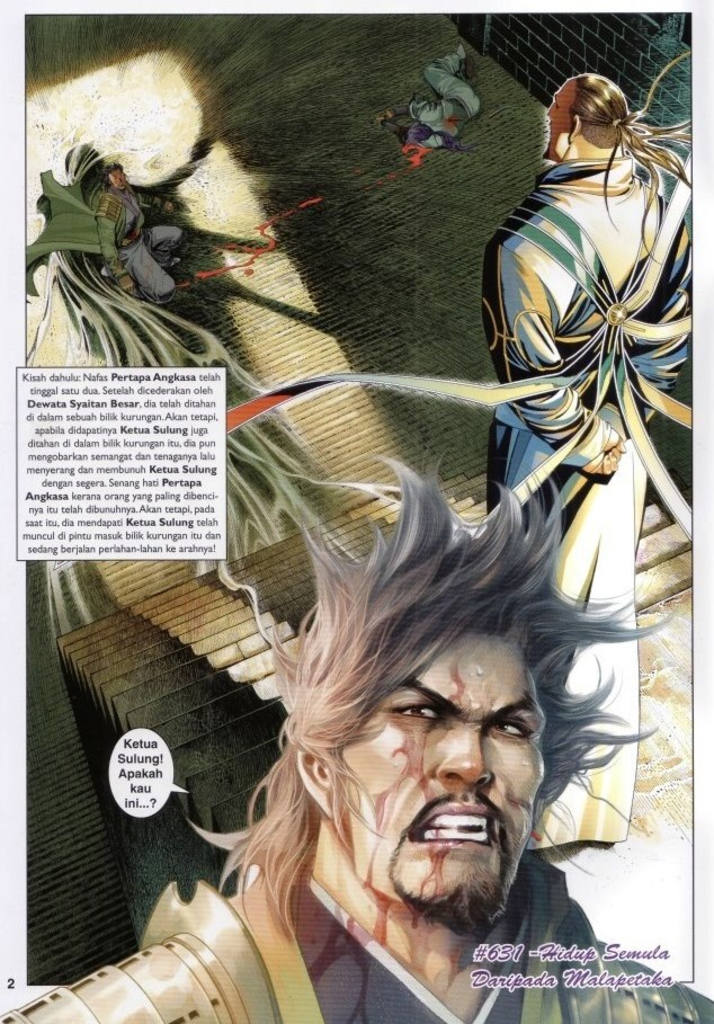 Kisah dahulu: Nafas Pertapa Angkasa telah
tinggal satu dua. Setelah dicederakan oleh
Dewata Syaitan Besar, dia telah ditahan
di dalam sebuah bilik kurungan. Akan tetapi,
apabila didapatinya Ketua Sulung juga
ditahan di dalam bilik kurungan itu, dia pun
mengobarkan semangat dan tenaganya lalu
menyerang dan membunuh Ketua Sulung
dengan segera. Senang hati Pertapa
Angkasa kerana orang yang paling dibenci-
nya itu telah dibunuhnya. Akan tetapi, pada
saat itu, dia mendapati Ketua Sulung telah
muncul di pintu masuk bilik kurungan itu dan
sedang berjalan perlahan-lahan ke arahnya!
Ketua
Sulung!
Apakah
kau
ini...?
#631 -Hidup Semula
Daripada Malapetaka
2